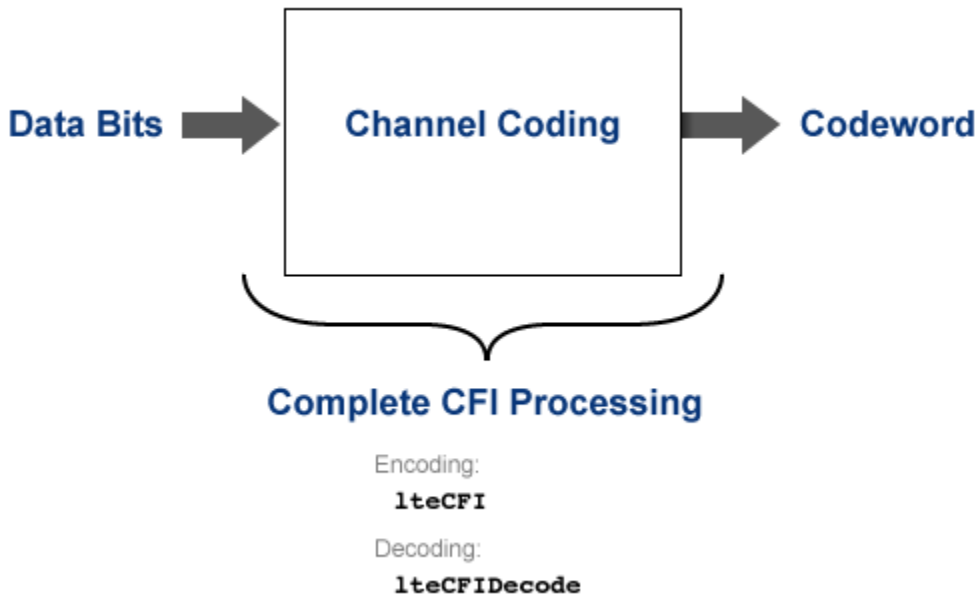 Data Bits
Channel Coding
Codeword
Complete CFI Processing
Encoding:
lteCFI
Decoding:
lteCFIDecode